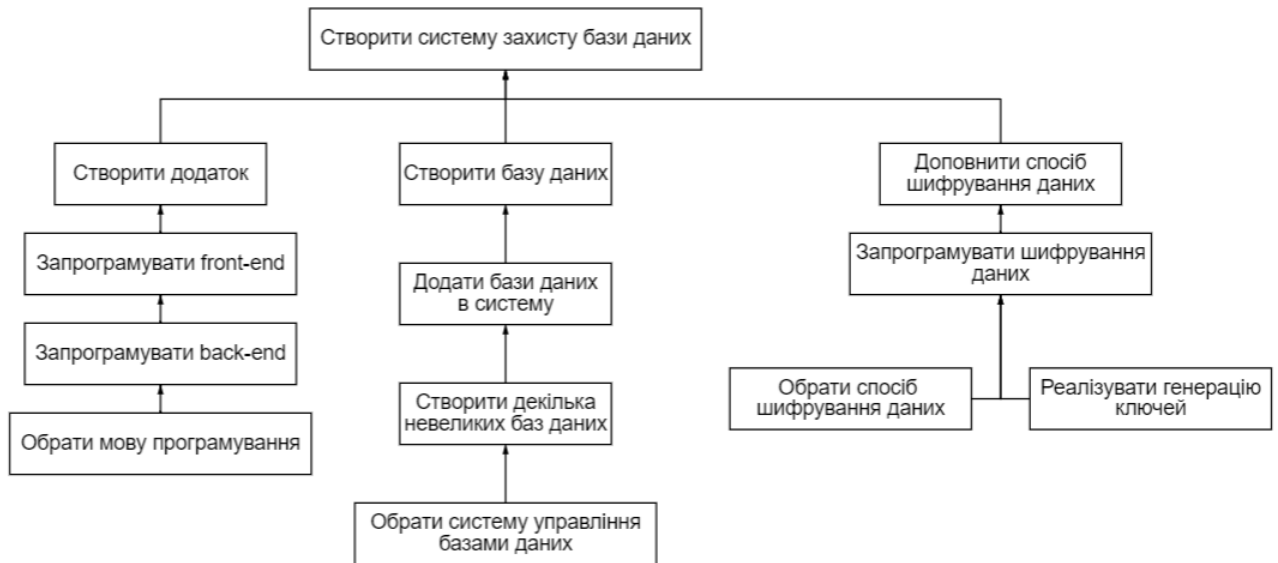 Створити систему захисту бази даних
Створити додаток
Створити базу даних
Доповнити спосіб
шифрування даних
Запрограмувати front-end
Додати бази даних
в систему
Запрограмувати шифрування
даних
Запрограмувати back-end
Створити декілька
невеликих баз даних
Обрати спосіб
шифрування даних
Реалізувати генерацію
ключей
Обрати мову програмування
Обрати систему управління
базами даних